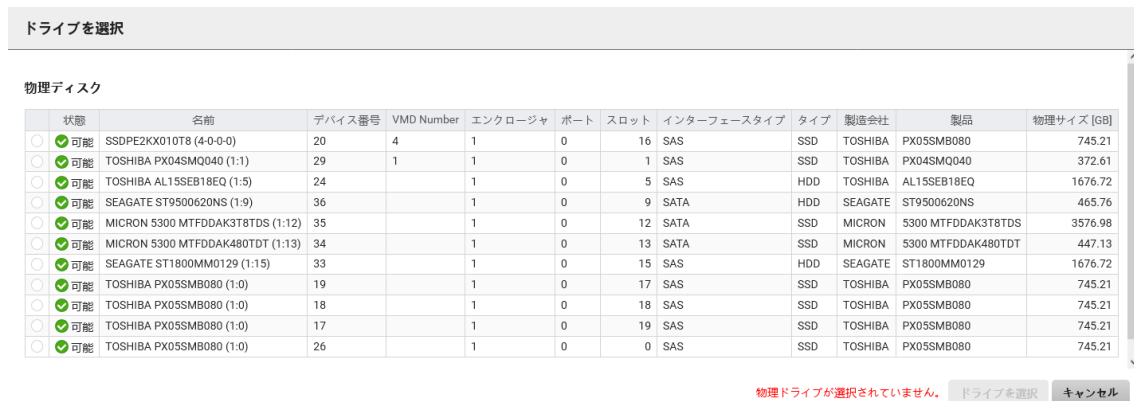 ドライブを選択
物理ディスク
状態 名前 デバイス番号 VMD Number エンクロージャ ポート スロット インターフェースタイプ タイプ 製造会社 製品 物理サイズ [GB]
可能 SSDPE2KX010T8 (4-0-0-0) 20 4 1 0 16 SAS SSD TOSHIBA PX05SMB080 745.21
可能 TOSHIBA PX04SMQ040 (1:1) 29 1 1 0 1 SAS SSD TOSHIBA PX04SMQ040 372.61
可能 TOSHIBA AL15SEB18EQ (1:5) 24 1 0 5 SAS HDD TOSHIBA AL15SEB18EQ 1676.72
可能 SEAGATE ST9500620NS (1:9) 36 1 0 9 SATA HDD SEAGATE ST9500620NS 465.76
可能 MICRON 5300 MTFDDAK3T8TDS (1:12) 35 1 0 12 SATA SSD MICRON 5300 MTFDDAK3T8TDS 3576.98
可能 MICRON 5300 MTFDDAK480TDT (1:13) 34 1 0 13 SATA SSD MICRON 5300 MTFDDAK480TDT 447.13
可能 SEAGATE ST1800MM0129 (1:15) 33 1 0 15 SAS HDD SEAGATE ST1800MM0129 1676.72
可能 TOSHIBA PX05SMB080 (1:0) 19 1 0 17 SAS SSD TOSHIBA PX05SMB080 745.21
可能 TOSHIBA PX05SMB080 (1:0) 18 1 0 18 SAS SSD TOSHIBA PX05SMB080 745.21
可能 TOSHIBA PX05SMB080 (1:0) 17 1 0 19 SAS SSD TOSHIBA PX05SMB080 745.21
可能 TOSHIBA PX05SMB080 (1:0) 26 1 0 0 SAS SSD TOSHIBA PX05SMB080 745.21
物理ドライブが選択されていません。 ドライブを選択 キャンセル